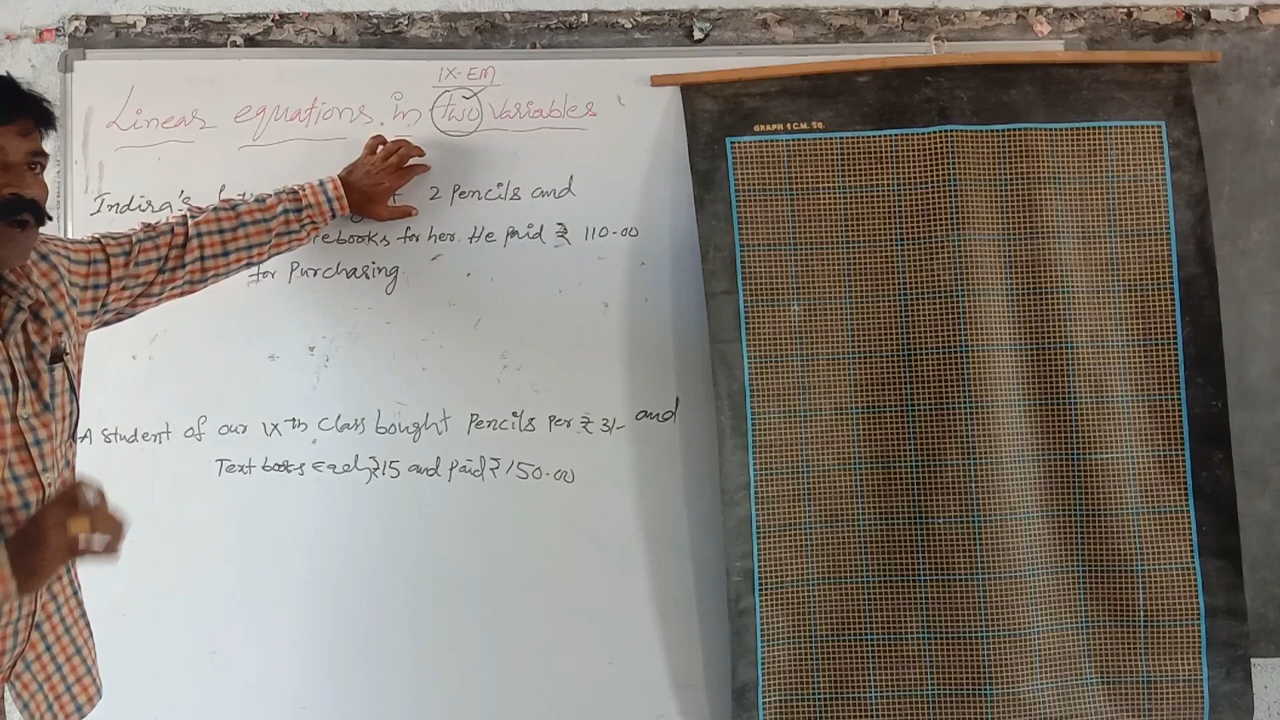 IX-EM
Linear equations in two variables
Indira's 2 Pencils and
for her. He paid ₹ 110-00
for Purchasing.
A student of our IX-th class bought Pencils Per ₹ 3/- and
Text books Each ₹15 and paid ₹ 150-00
GRAPH 1 C.M. SQ.